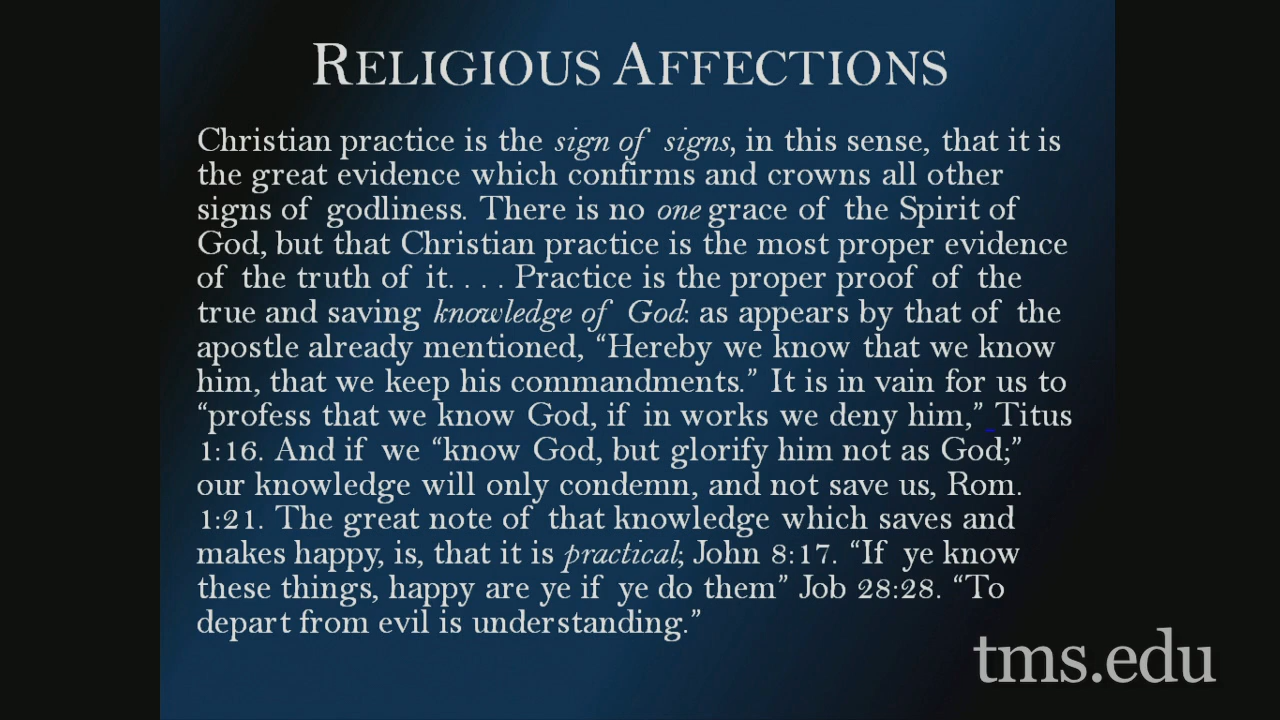 RELIGIOUS AFFECTIONS
Christian practice is the sign of signs, in this sense, that it is
the great evidence which confirms and crowns all other
signs of godliness. There is no one grace of the Spirit of
God, but that Christian practice is the most proper evidence
of the truth of it. . . . Practice is the proper proof of the
true and saving knowledge of God: as appears by that of the
apostle already mentioned, “Hereby we know that we know
him, that we keep his commandments.” It is in vain for us to
“profess that we know God, if in works we deny him,” Titus
1:16. And if we “know God, but glorify him not as God;”
our knowledge will only condemn, and not save us, Rom.
1:21. The great note of that knowledge which saves and
makes happy, is, that it is practical; John 8:17. “If ye know
these things, happy are ye if ye do them” Job 28:28. “To
depart from evil is understanding.”
tms.edu